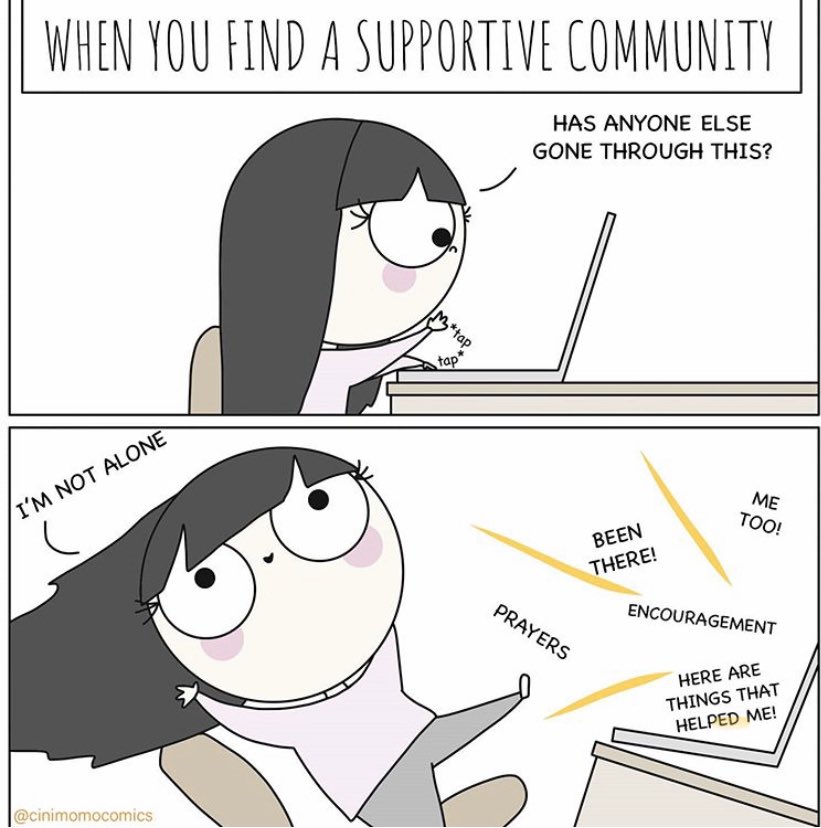 WHEN YOU FIND A SUPPORTIVE COMMUNITY
HAS ANYONE ELSE
GONE THROUGH THIS?
*tap
tap*
I'M NOT ALONE
ME
TOO!
BEEN
THERE!
PRAYERS
ENCOURAGEMENT
HERE ARE
THINGS THAT
HELPED ME!
@cinimomocomics